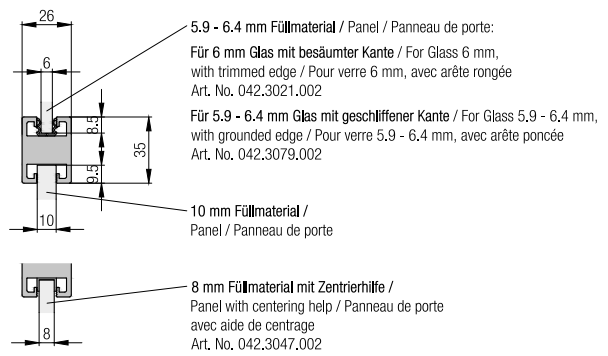 26
5.9 - 6.4 mm Füllmaterial / Panel / Panneau de porte:
6
Für 6 mm Glas mit besäumter Kante / For Glass 6 mm,
with trimmed edge / Pour verre 6 mm, avec arête rongée
Art. No. 042.3021.002
Für 5.9 - 6.4 mm Glas mit geschliffener Kante / For Glass 5.9 - 6.4 mm,
with grounded edge / Pour verre 5.9 - 6.4 mm, avec arête poncée
Art. No. 042.3079.002
8.5
35
9.5
10 mm Füllmaterial /
Panel / Panneau de porte
10
8 mm Füllmaterial mit Zentrierhilfe /
Panel with centering help / Panneau de porte
avec aide de centrage
Art. No. 042.3047.002
8